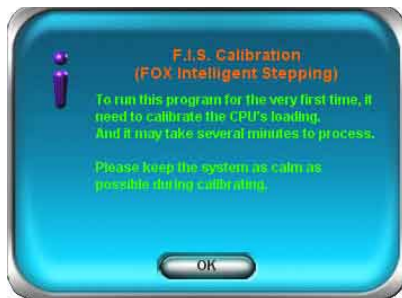 F.I.S. Calibration
(FOX Intelligent Stepping)
To run this program for the very first time, it
need to calibrate the CPU's loading.
And it may take several minutes to process.
Please keep the system as calm as
possible during calibrating.
OK